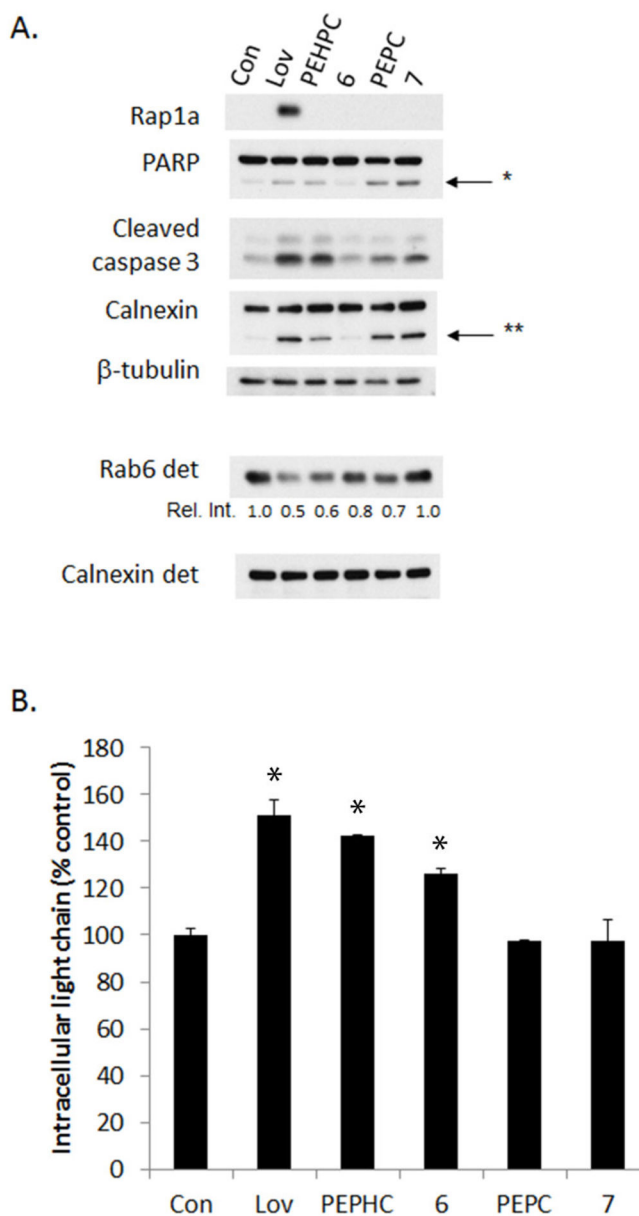 A.
Con Lov PEHPC 6 PEPC 7
Rap1a
PARP
*
Cleaved
caspase 3
Calnexin
**
β-tubulin
Rab6 det
Rel. Int. 1.0 0.5 0.6 0.8 0.7 1.0
Calnexin det
B.
Intracellular light chain (% control)
180
160
140
120
100
80
60
40
20
0
* * *
Con Lov PEPHC 6 PEPC 7